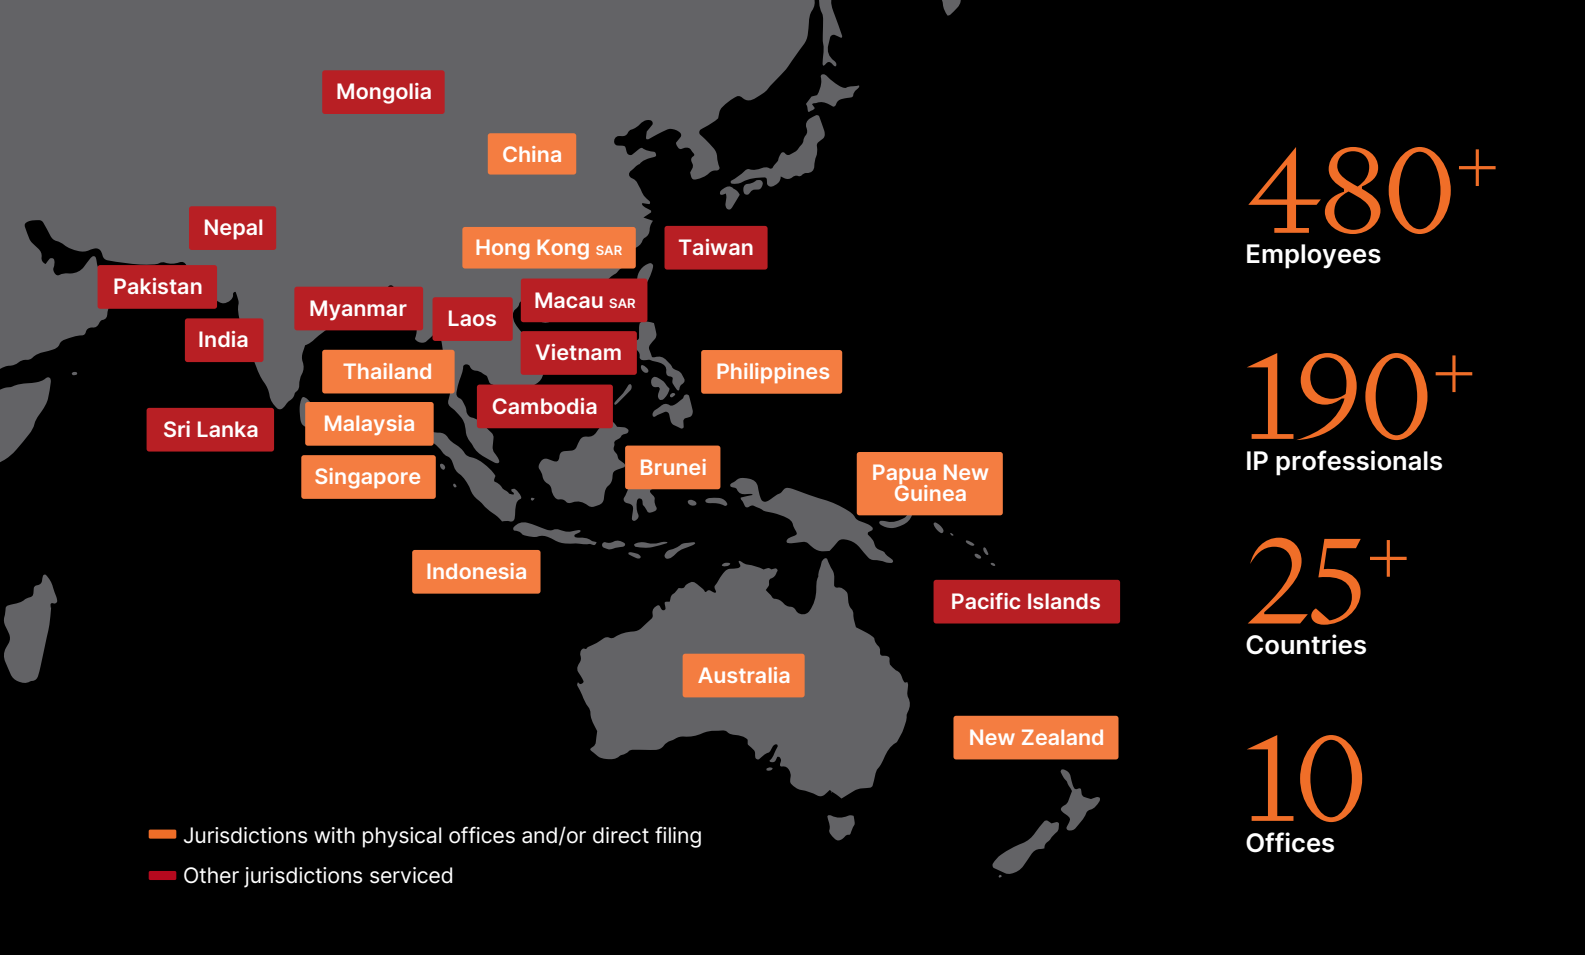 Mongolia
China
Nepal
Hong Kong SAR
Taiwan
Pakistan
Myanmar
Laos
Macau SAR
India
Vietnam
Thailand
Philippines
Cambodia
Sri Lanka
Malaysia
Singapore
Brunei
Papua New
Guinea
Indonesia
Pacific Islands
Australia
New Zealand
Jurisdictions with physical offices and/or direct filing
Other jurisdictions serviced
480+
Employees
190+
IP professionals
25+
Countries
10
Offices